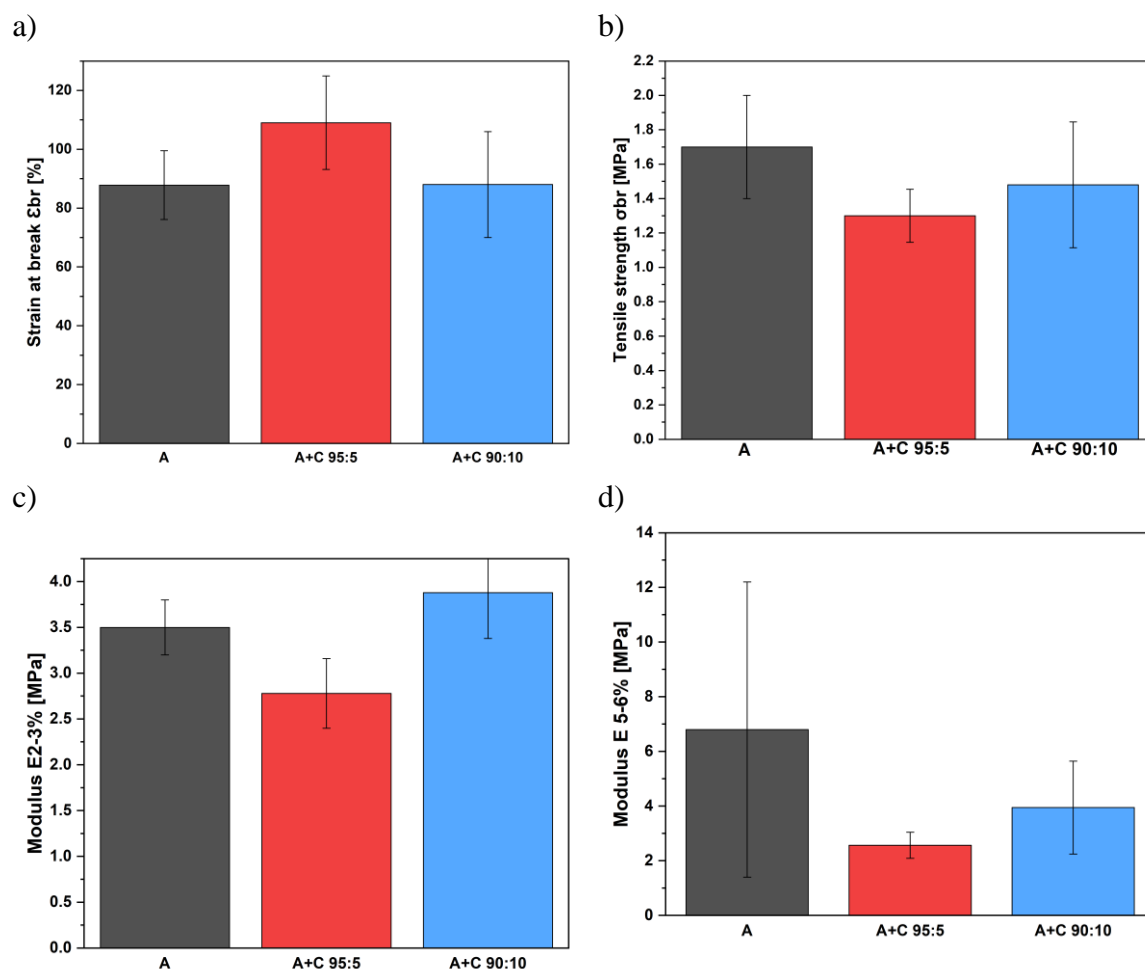 a)
Strain at break Ɛbr [%]
120
100
80
60
40
20
0
A
A+C 95:5
A+C 90:10
b)
Tensile strength σbr [MPa]
2.2
2.0
1.8
1.6
1.4
1.2
1.0
0.8
0.6
0.4
0.2
0.0
A
A+C 95:5
A+C 90:10
c)
Modulus E2-3% [MPa]
4.0
3.5
3.0
2.5
2.0
1.5
1.0
0.5
0.0
A
A+C 95:5
A+C 90:10
d)
Modulus E 5-6% [MPa]
14
12
10
8
6
4
2
0
A
A+C 95:5
A+C 90:10